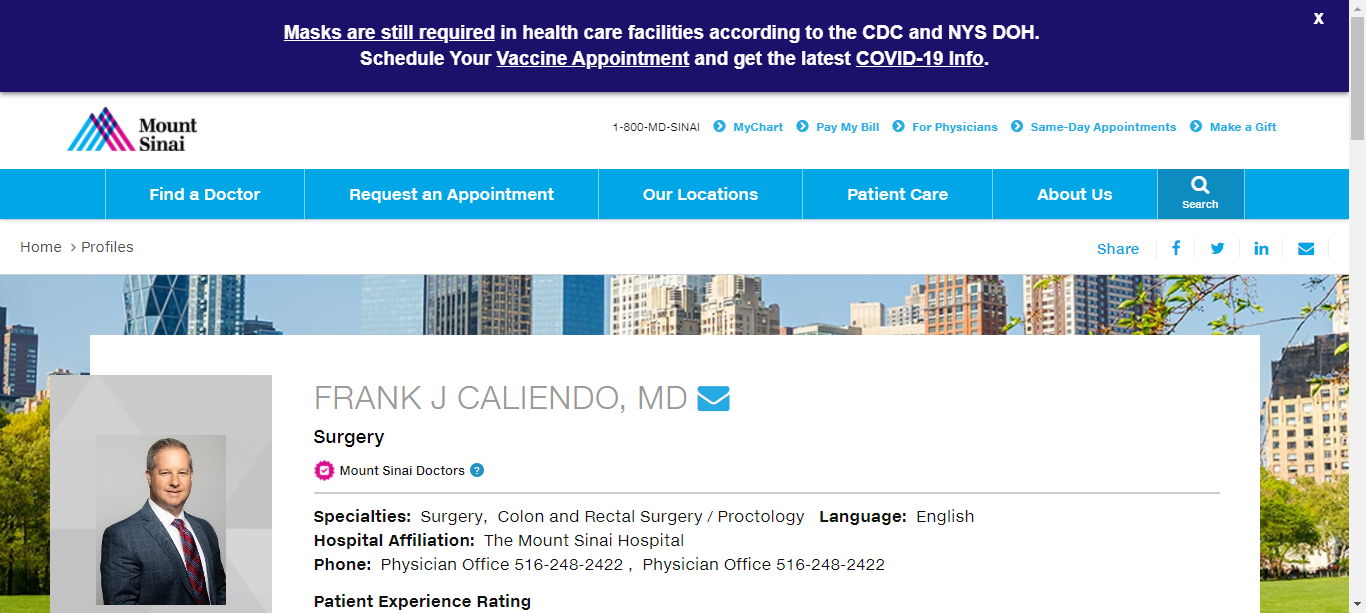 Masks are still required in health care facilities according to the CDC and NYS DOH.
X
Schedule Your Vaccine Appointment and get the latest COVID-19 Info.
Mount
Sinai
1-800-MD-SINAI MyChart Pay My Bill For Physicians Same-Day Appointments Make a Gift
Find a Doctor Request an Appointment Our Locations Patient Care About Us Search
Home > Profiles
Share
FRANK J CALIENDO, MD
Surgery
Mount Sinai Doctors ?
Specialties: Surgery, Colon and Rectal Surgery / Proctology Language: English
Hospital Affiliation: The Mount Sinai Hospital
Phone: Physician Office 516-248-2422 , Physician Office 516-248-2422
Patient Experience Rating